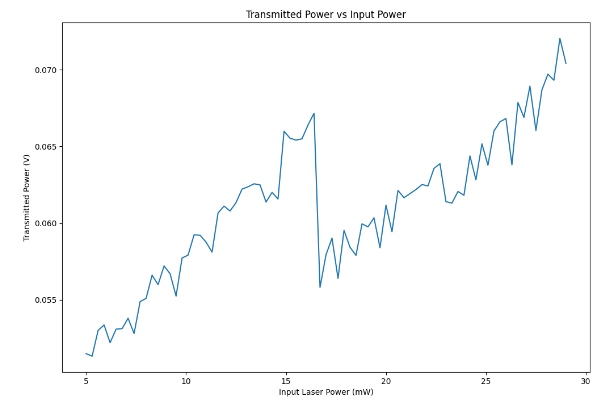 Transmitted Power vs Input Power
0.070
0.065
0.060
0.055
Transmitted Power (V)
5 10 15 20 25 30
Input Laser Power (mW)